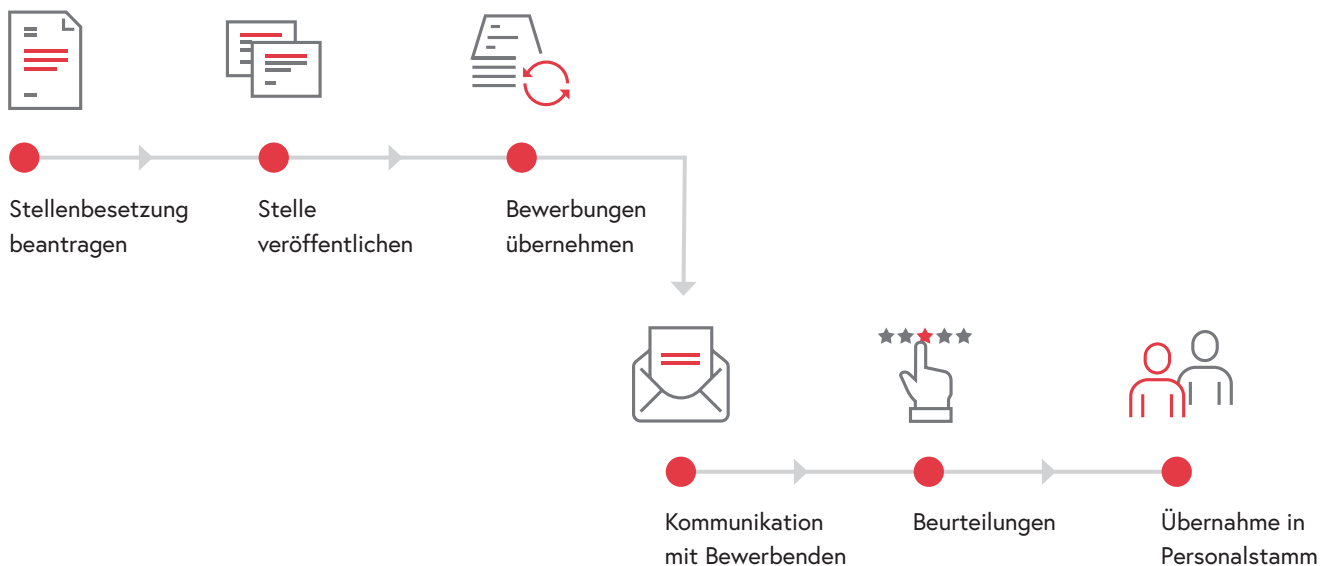 Stellenbesetzung
beantragen
Stelle
veröffentlichen
Bewerbungen
übernehmen
Kommunikation
mit Bewerbenden
Beurteilungen
Übernahme in
Personalstamm